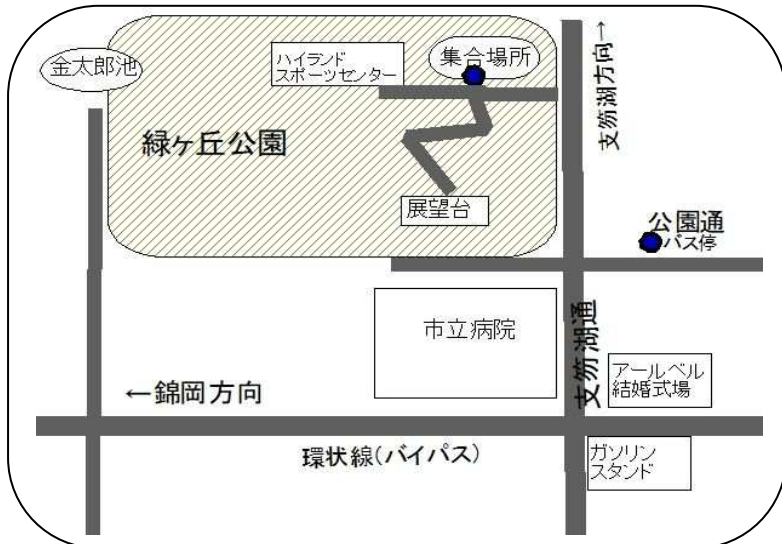 金太郎池
ハイランド
スポーツセンター
集合場所
支笏湖方向→
緑ヶ丘公園
展望台
公園通
バス停
市立病院
支笏湖通
アールベル
結婚式場
←錦岡方向
環状線(バイパス)
ガソリン
スタンド